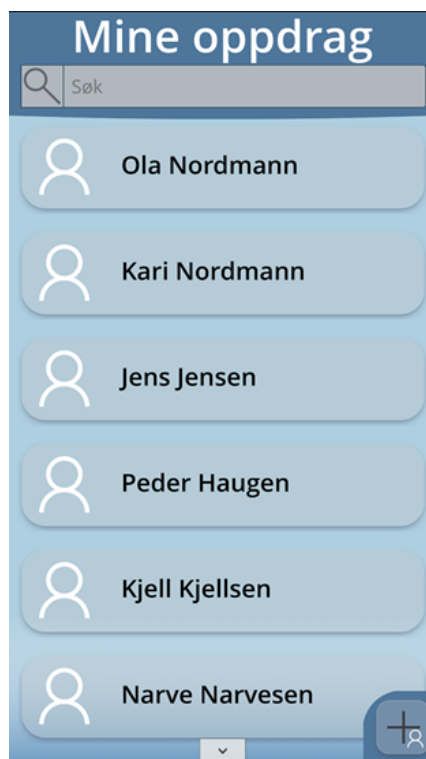 Mine oppdrag
Søk
Ola Nordmann
Kari Nordmann
Jens Jensen
Peder Haugen
Kjell Kjellsen
Narve Narvesen